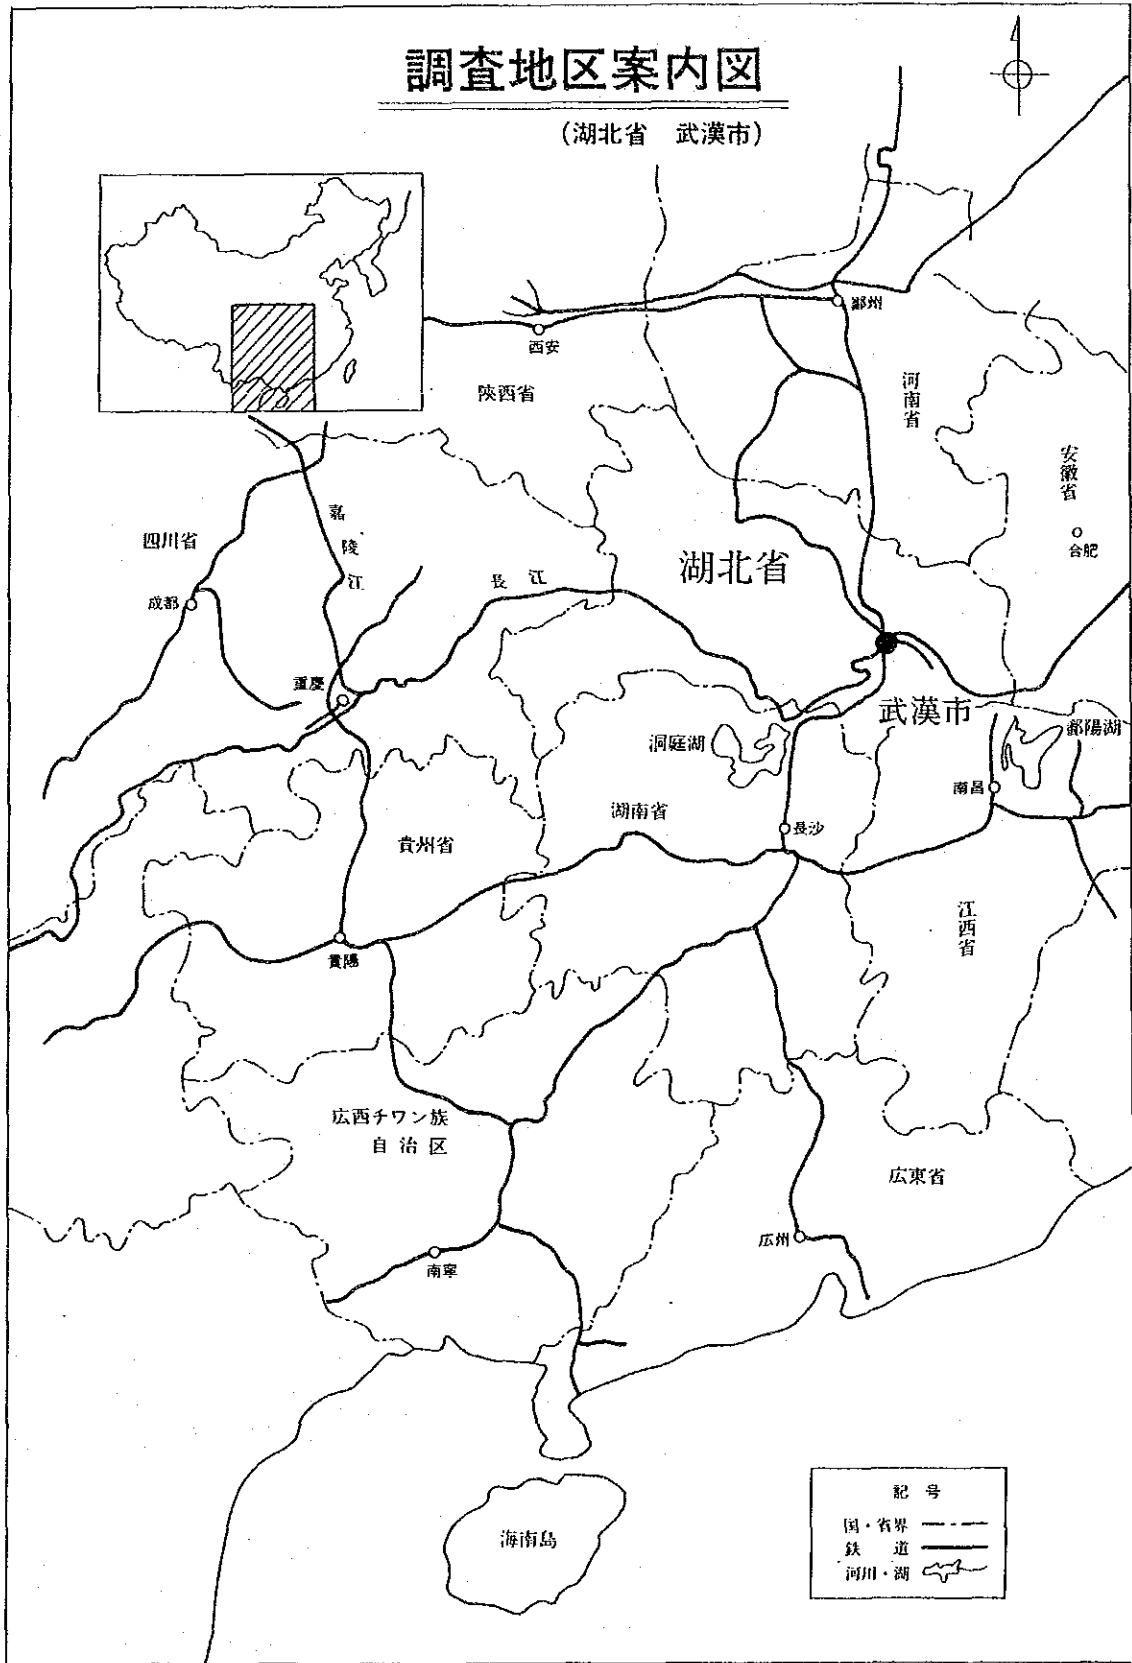 調査地区案内図
(湖北省 武漢市)
鄭州
西安
陝西省
河南省
安徽省
合肥
嘉陵江
四川省
成都
長江
湖北省
重慶
武漢市
洞庭湖
鄱陽湖
南昌
湖南省
長沙
貴州省
江西省
貴陽
広西チワン族
自治区
広東省
広州
南寧
海南島
記号
国・省界
鉄道
河川・湖